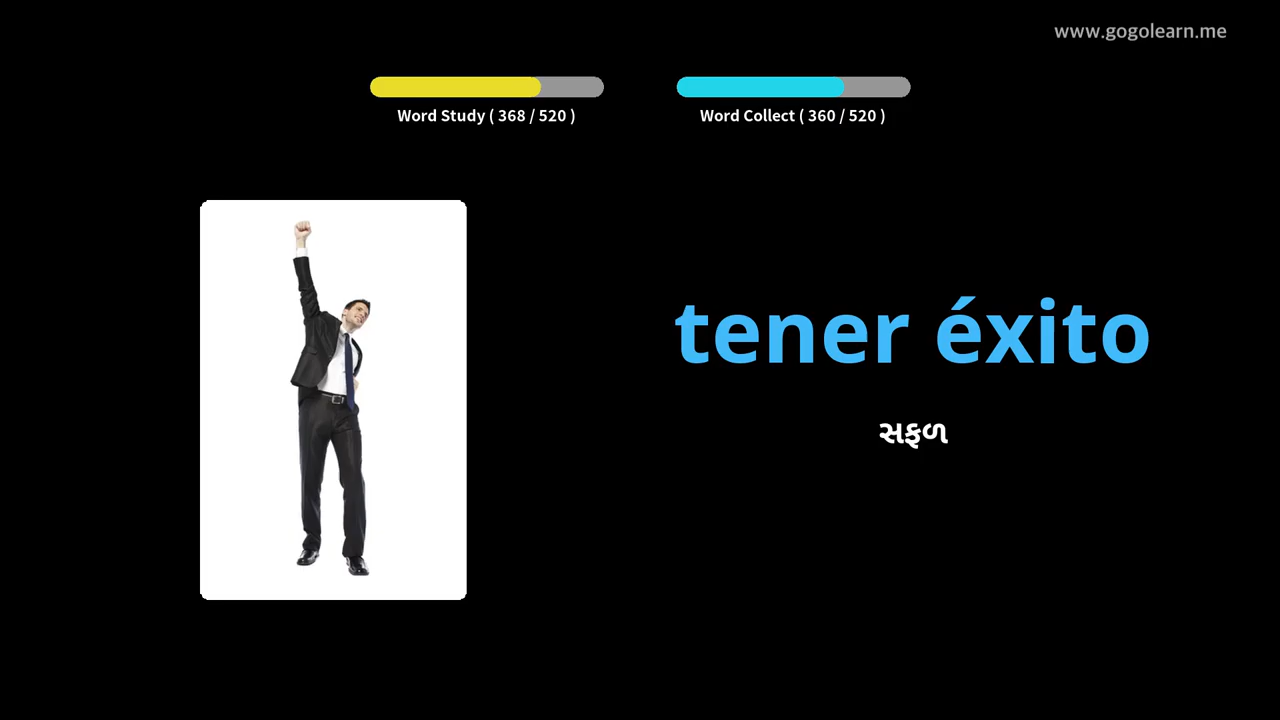 www.gogolearn.me
Word Study ( 368 / 520 )
Word Collect ( 360 / 520 )
tener éxito
સફળ